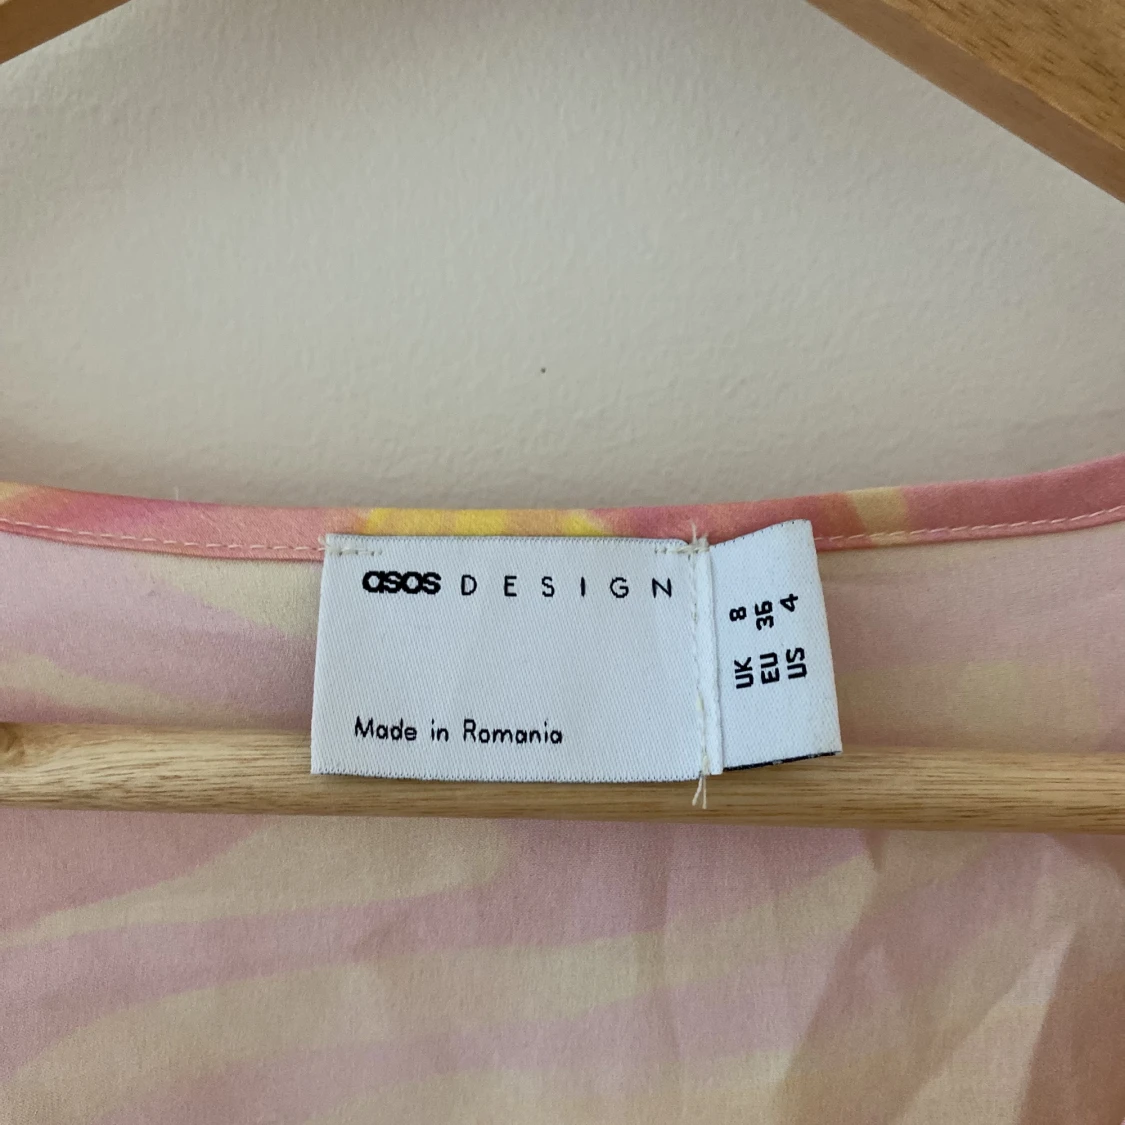 asos DESIGN
Made in Romania
UK 8
EU 36
US 4